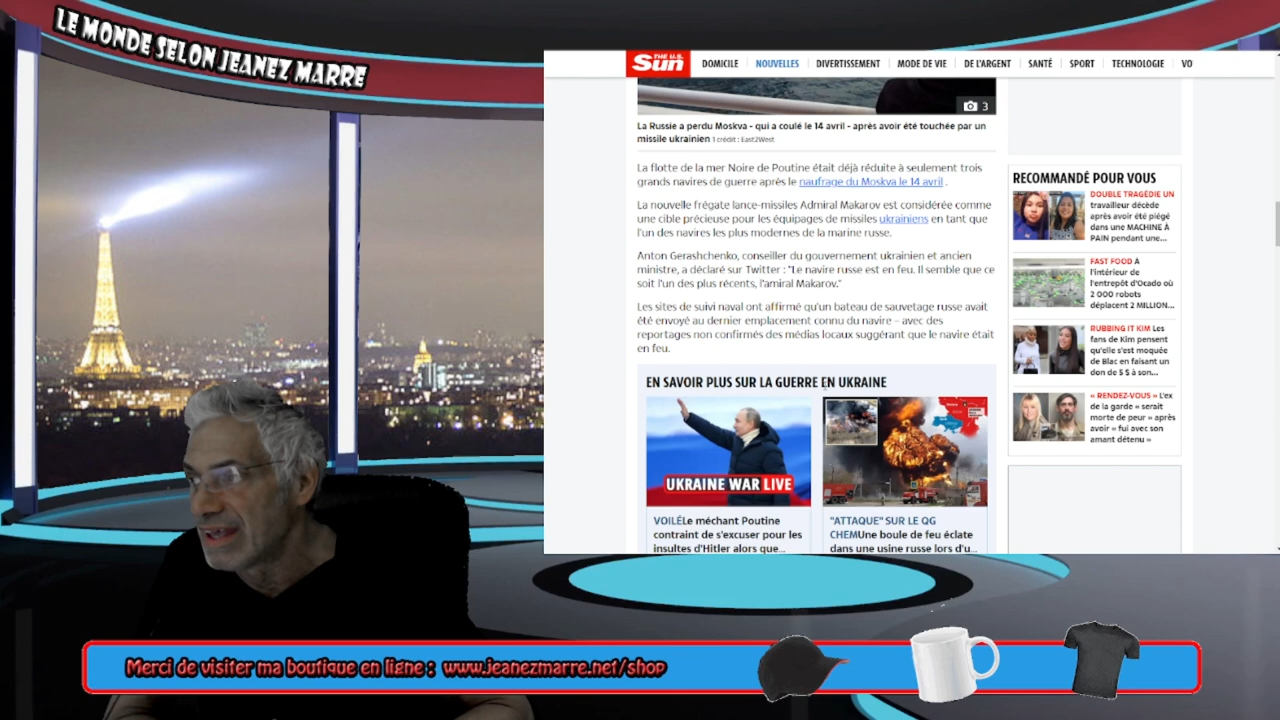 LE MONDE SELON JEANEZ MARRE
THE U.S. Sun
DOMICILE NOUVELLES DIVERTISSEMENT MODE DE VIE DE L'ARGENT SANTÉ SPORT TECHNOLOGIE VO
3
La Russie a perdu Moskva - qui a coulé le 14 avril - après avoir été touchée par un
missile ukrainien 1 crédit : East2West
La flotte de la mer Noire de Poutine était déjà réduite à seulement trois
grands navires de guerre après le naufrage du Moskva le 14 avril .
La nouvelle frégate lance-missiles Admiral Makarov est considérée comme
une cible précieuse pour les équipages de missiles ukrainiens en tant que
l'un des navires les plus modernes de la marine russe.
Anton Gerashchenko, conseiller du gouvernement ukrainien et ancien
ministre, a déclaré sur Twitter : "Le navire russe est en feu. Il semble que ce
soit l'un des plus récents, l'amiral Makarov."
Les sites de suivi naval ont affirmé qu'un bateau de sauvetage russe avait
été envoyé au dernier emplacement connu du navire – avec des
reportages non confirmés des médias locaux suggérant que le navire était
en feu.
EN SAVOIR PLUS SUR LA GUERRE EN UKRAINE
UKRAINE WAR LIVE
VOILÉLe méchant Poutine
contraint de s'excuser pour les
insultes d'Hitler alors que...
"ATTAQUE" SUR LE QG
CHEMUne boule de feu éclate
dans une usine russe lors d'u...
RECOMMANDÉ POUR VOUS
DOUBLE TRAGÉDIE UN
travailleur décède
après avoir été piégé
dans une MACHINE À
PAIN pendant une...
FAST FOOD À
l'intérieur de
l'entrepôt d'Ocado où
2 000 robots
déplacent 2 MILLION...
RUBBING IT KIM Les
fans de Kim pensent
qu'elle s'est moquée
de Blac en faisant un
don de 5 $ à son...
« RENDEZ-VOUS » L'ex
de la garde « serait
morte de peur » après
avoir « fui avec son
amant détenu »
Merci de visiter ma boutique en ligne : www.jeanezmarre.net/shop